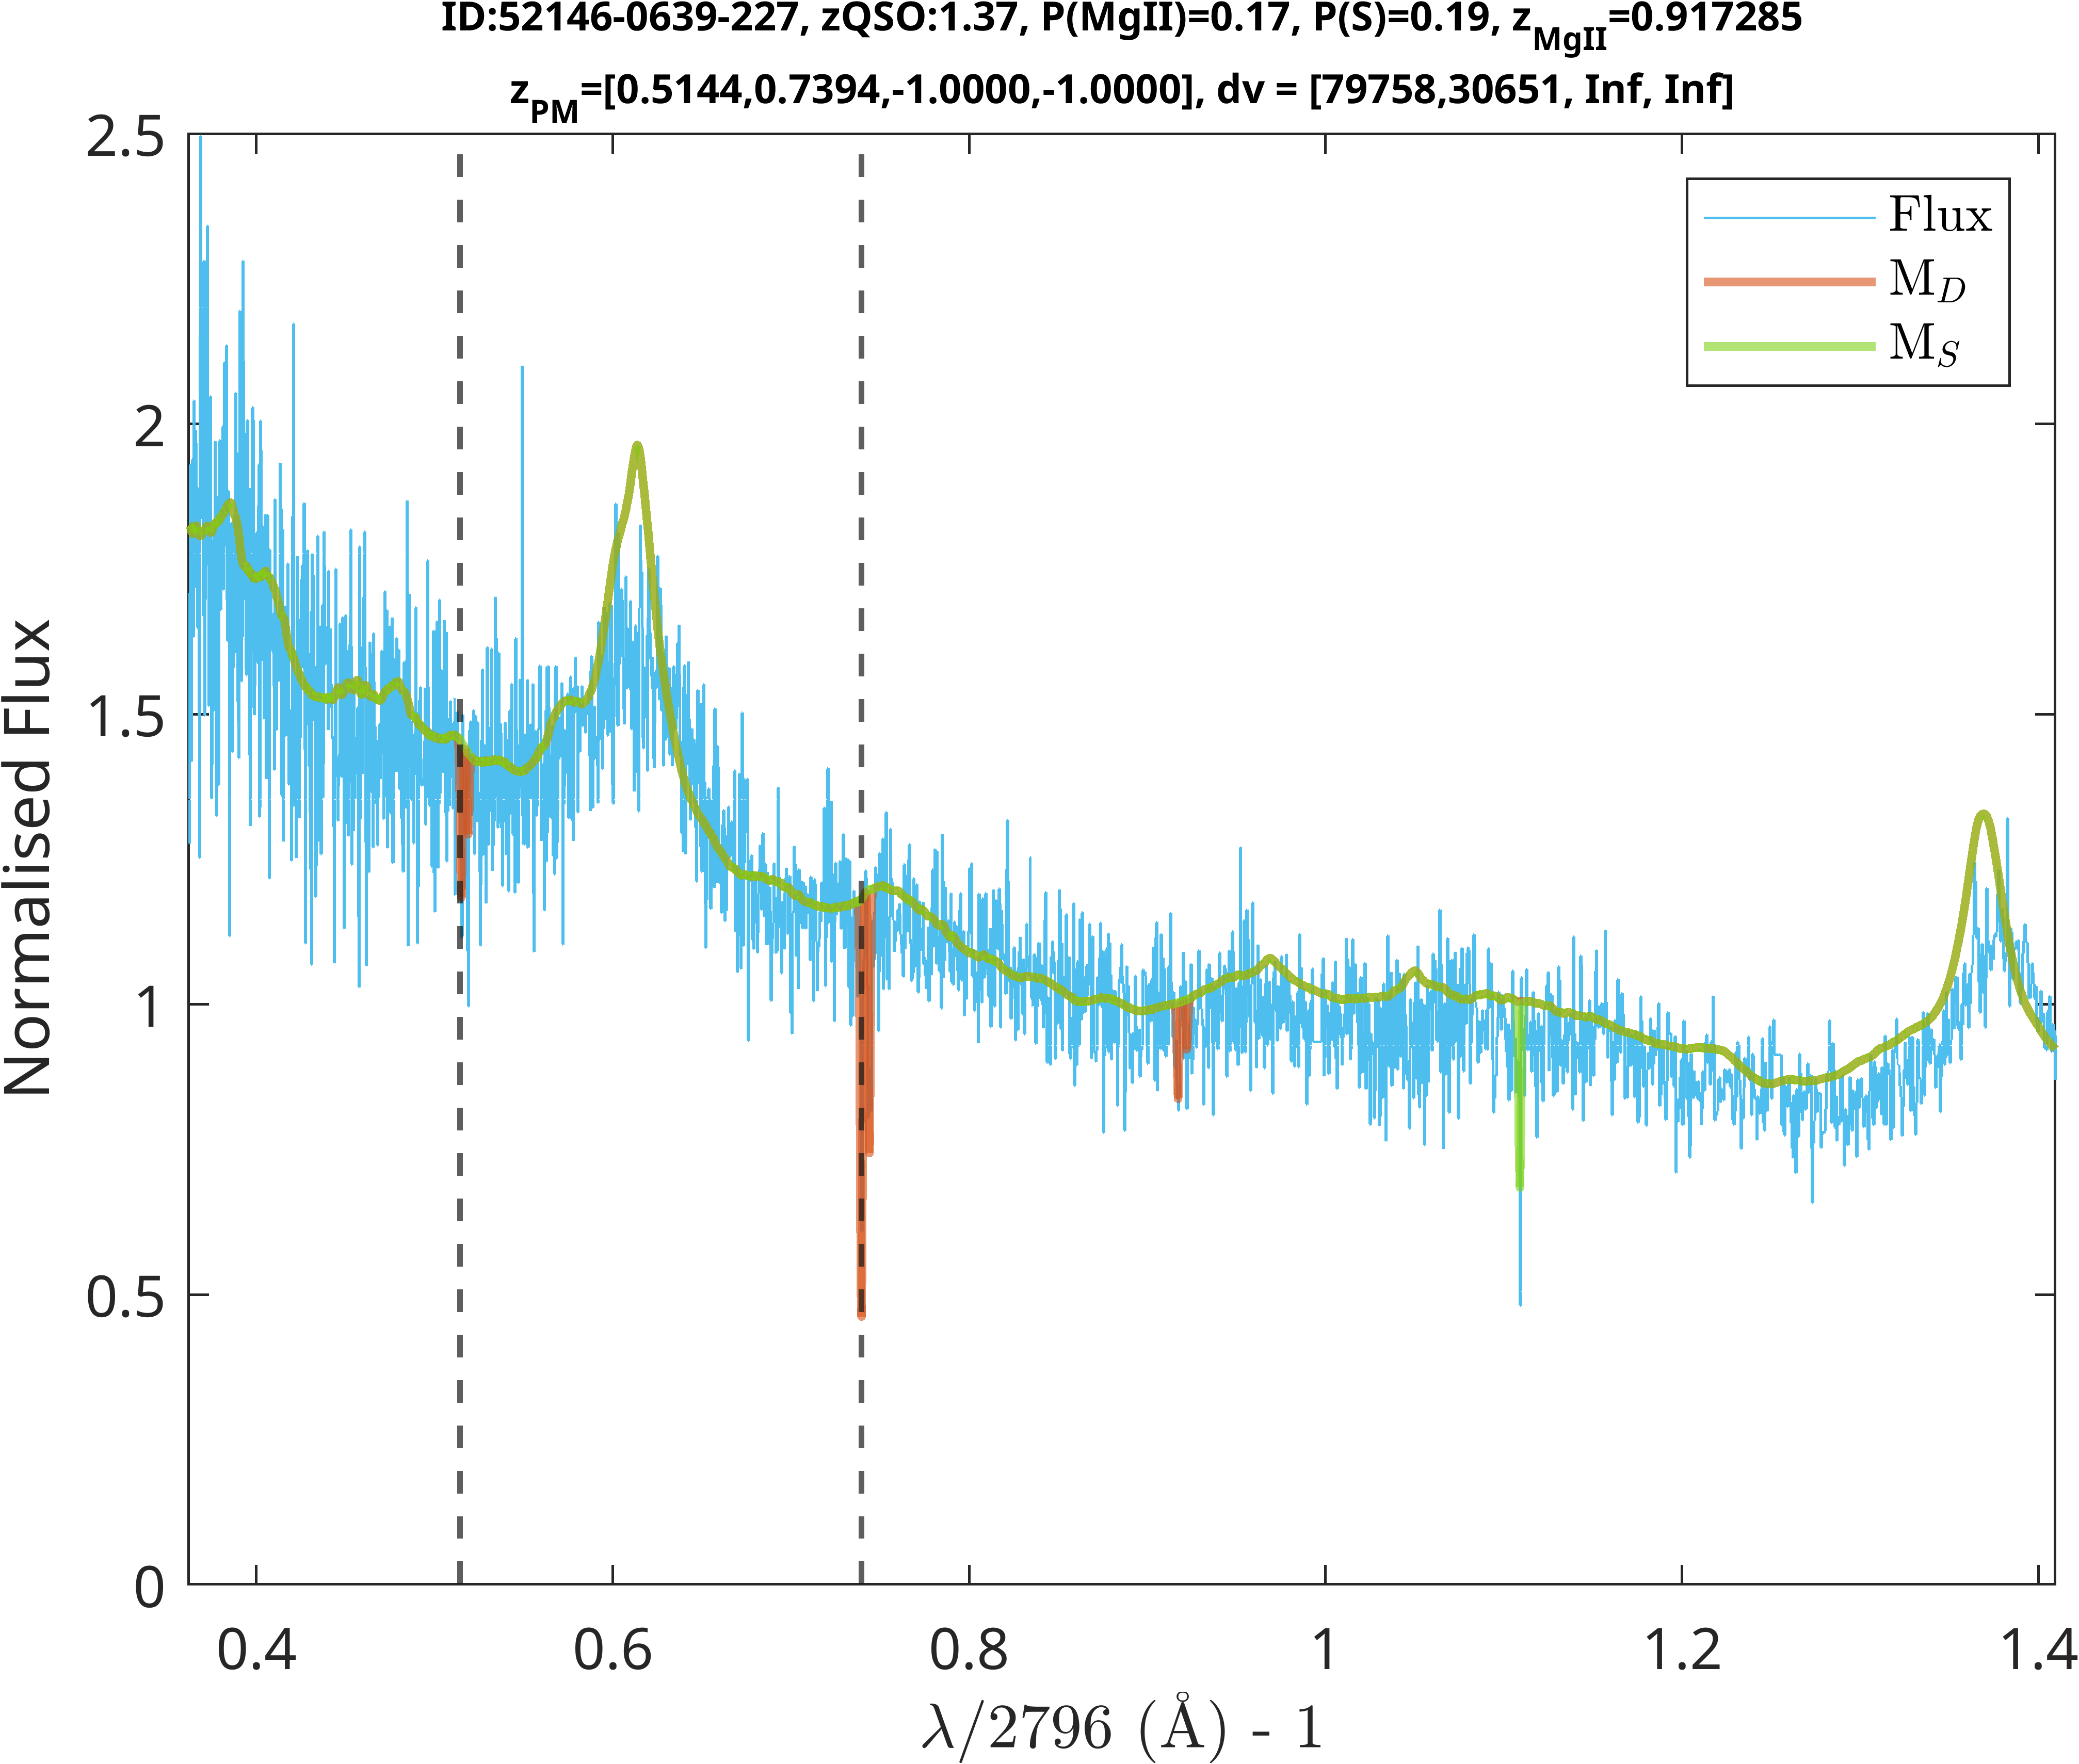 ID:52146-0639-227, zQSO:1.37, P(MgII)=0.17, P(S)=0.19, zMgII=0.917285
zPM=[0.5144,0.7394,-1.0000,-1.0000], dv = [79758,30651, Inf, Inf]
2.5
2
1.5
1
0.5
0
Normalised Flux
Flux
MD
MS
0.4
0.6
0.8
1
1.2
1.4
λ/2796 (Å) - 1